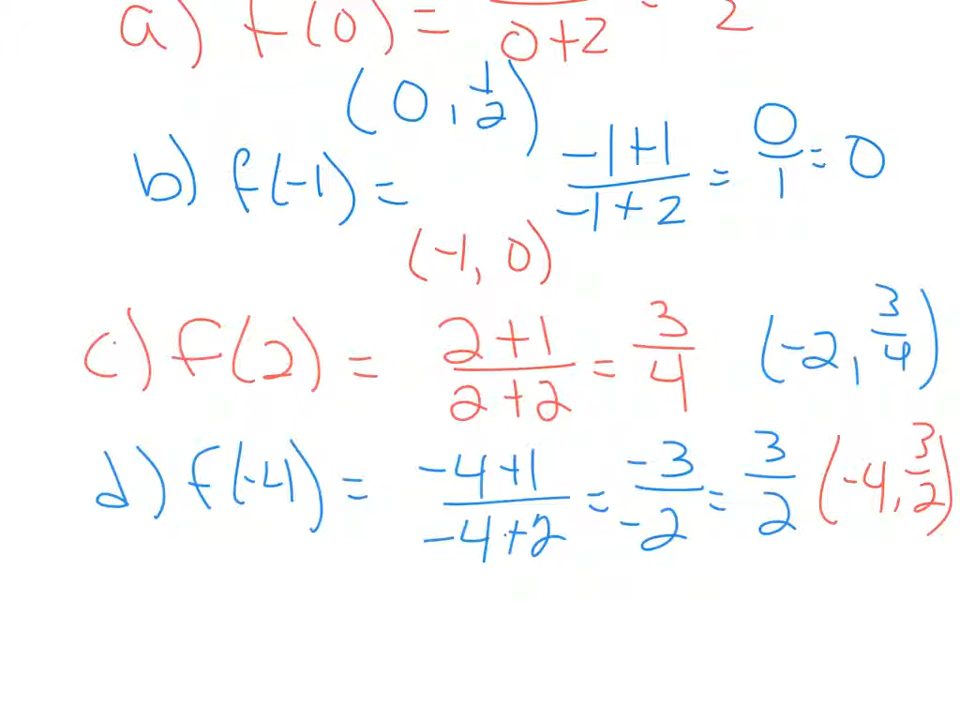 a) f(0) = /0+2 = /2
(0, 1/2)
b) f(-1) = -1+1/-1+2 = 0/1 = 0
(-1, 0)
c) f(2) = 2+1/2+2 = 3/4 (-2, 3/4)
d) f(-4) = -4+1/-4+2 = -3/-2 = 3/2 (-4, 3/2)